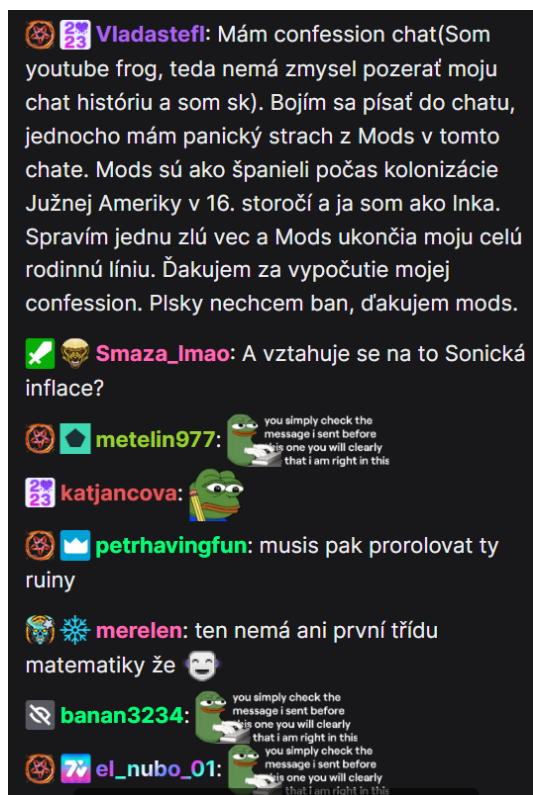 Vladastefl: Mám confession chat(Som
youtube frog, teda nemá zmysel pozerať moju
chat históriu a som sk). Bojím sa písať do chatu,
jednocho mám panický strach z Mods v tomto
chate. Mods sú ako španieli počas kolonizácie
Južnej Ameriky v 16. storočí a ja som ako Inka.
Spravím jednu zlú vec a Mods ukončia moju celú
rodinnú líniu. Ďakujem za vypočutie mojej
confession. Plsky nechcem ban, ďakujem mods.
Smaza_lmao: A vztahuje se na to Sonická
inflace?
metelin977:
you simply check the
message i sent before
this one you will clearly
that i am right in this
katjancova:
petrhavingfun: musis pak prorolovat ty
ruiny
merelen: ten nemá ani první třídu
matematiky že
banan3234:
you simply check the
message i sent before
this one you will clearly
that i am right in this
el_nubo_01:
you simply check the
message i sent before
this one you will clearly
that i am right in this